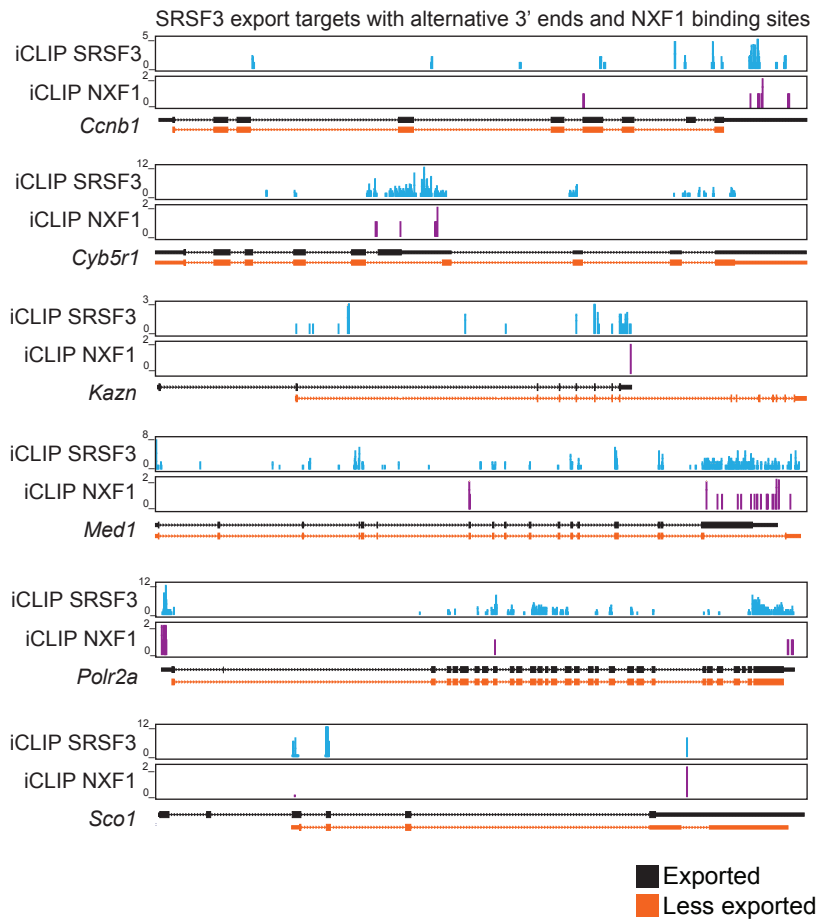 SRSF3 export targets with alternative 3' ends and NXF1 binding sites
iCLIP SRSF3 5 0
iCLIP NXF1 2 0
Ccnb1
iCLIP SRSF3 12 0
iCLIP NXF1 2 0
Cyb5r1
iCLIP SRSF3 3 0
iCLIP NXF1 2 0
Kazn
iCLIP SRSF3 8 0
iCLIP NXF1 2 0
Med1
iCLIP SRSF3 12 0
iCLIP NXF1 2 0
Polr2a
iCLIP SRSF3 12 0
iCLIP NXF1 2 0
Sco1
Exported
Less exported